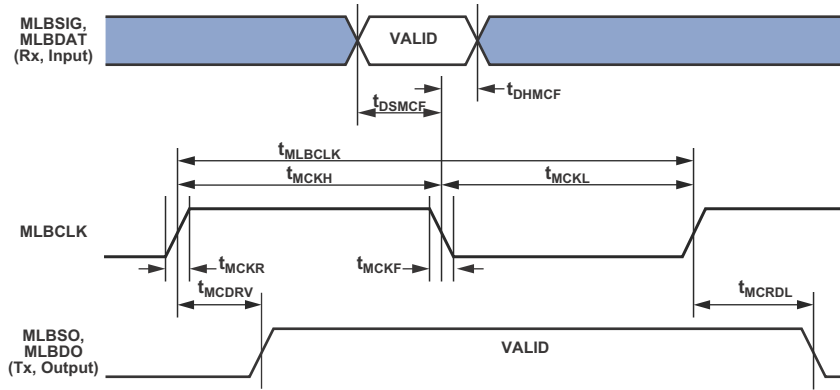 MLBSIG,
MLBDAT
(Rx, Input)
VALID
tDSMCF
tDHMCF
tMLBCLK
tMCKH
tMCKL
MLBCLK
tMCKR
tMCKF
tMCDRV
tMCRDL
MLBSO,
MLBDO
(Tx, Output)
VALID